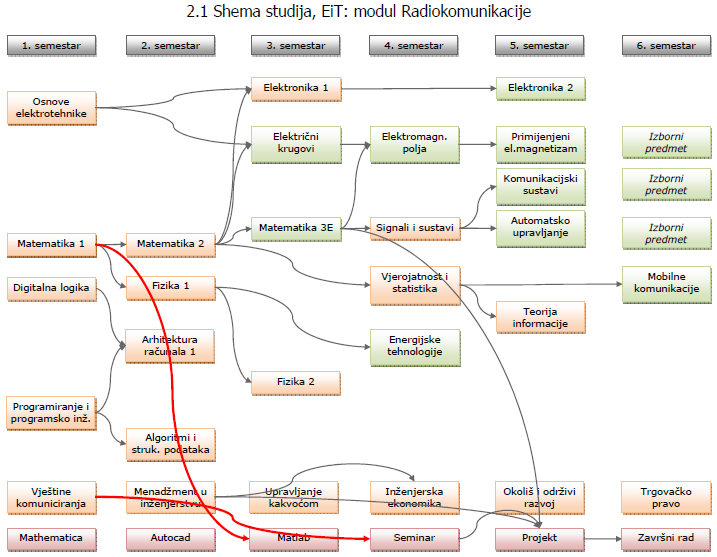 2.1 Shema studija, EiT: modul Radiokomunikacije
1. semestar
2. semestar
3. semestar
4. semestar
5. semestar
6. semestar
Elektronika 1
Elektronika 2
Osnove
elektrotehnike
Električni
krugovi
Elektromagn.
polja
Primijenjeni
el.magnetizam
Izborni
predmet
Komunikacijski
sustavi
Izborni
predmet
Matematika 1
Matematika 2
Matematika 3E
Signali i sustavi
Automatsko
upravljanje
Izborni
predmet
Digitalna logika
Fizika 1
Vjerojatnost i
statistika
Mobilne
komunikacije
Teorija
informacije
Arhitektura
računala 1
Energijske
tehnologije
Fizika 2
Programiranje i
programsko inž.
Algoritmi i
struk. podataka
Vještine
komuniciranja
Menadžment u
inženjerstvu
Upravljanje
kakvoćom
Inženjerska
ekonomika
Okoliš i održivi
razvoj
Trgovačko
pravo
Mathematica
Autocad
Matlab
Seminar
Projekt
Završni rad